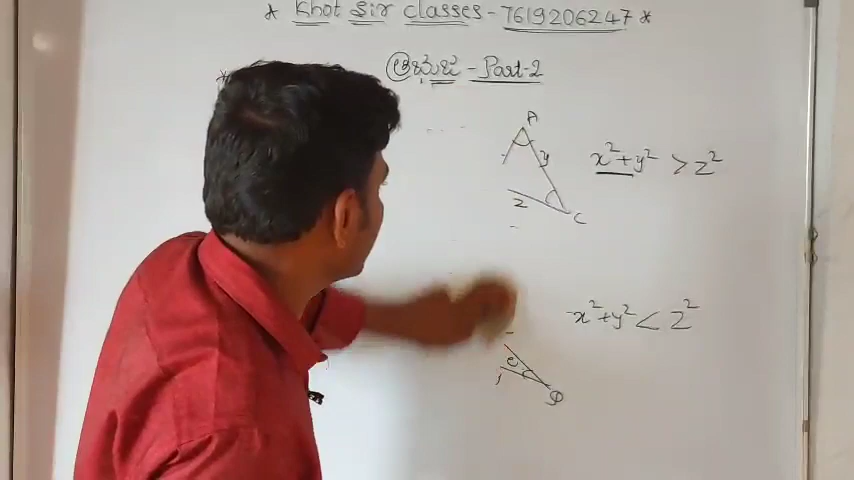 * Khot Sir classes - 7619206247 *
ತ್ರಿಭುಜ - Part-2
A
y
x²+y² > z²
z
C
x²+y² < z²
e